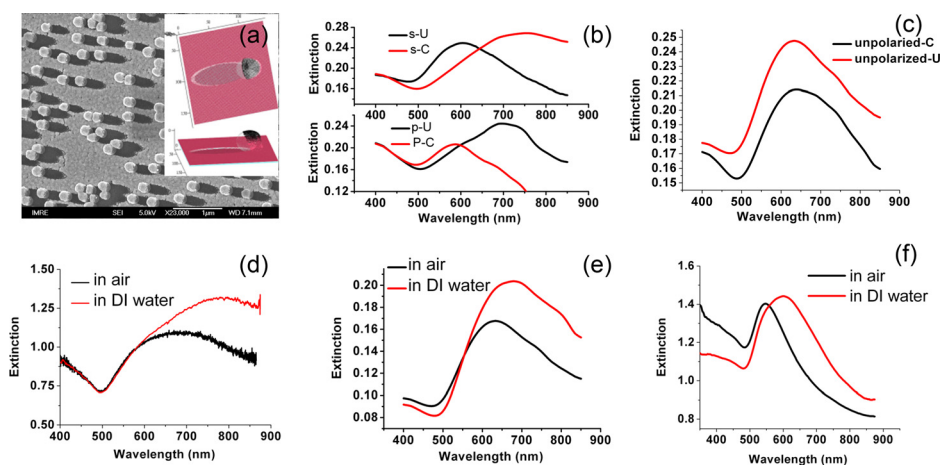 (a)
IMRE SEI 5.0kV X23,000 1µm WD 7.1mm
(b)
s-U
s-C
0.28
0.24
0.20
0.16
400 500 600 700 800 900
p-U
P-C
0.24
0.20
0.16
0.12
400 500 600 700 800 900
Extinction
Extinction
Wavelength (nm)
(c)
unpolaried-C
unpolarized-U
0.25
0.24
0.22
0.21
0.20
0.19
0.17
0.16
0.15
400 500 600 700 800 900
Extinction
Wavelength (nm)
(d)
in air
in DI water
1.50
1.25
1.00
0.75
0.50
400 500 600 700 800 900
Extinction
Wavelength (nm)
(e)
in air
in DI water
0.20
0.18
0.16
0.14
0.12
0.10
0.08
400 500 600 700 800 900
Extinction
Wavelength (nm)
(f)
in air
in DI water
1.6
1.4
1.2
1.0
0.8
400 500 600 700 800 900
Extinction
Wavelength (nm)